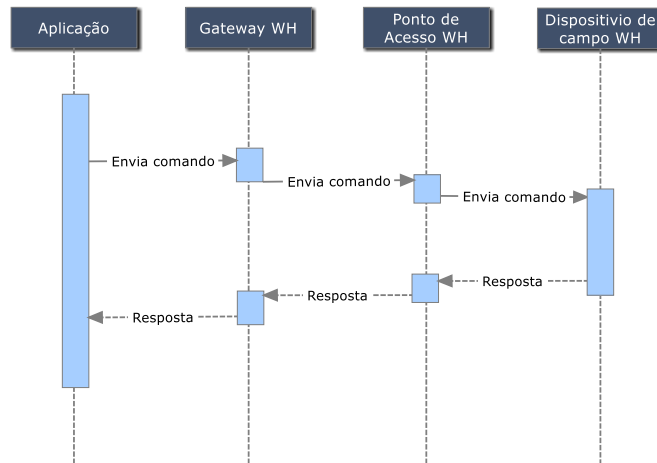 Aplicação
Gateway WH
Ponto de
Acesso WH
Dispositivio de
campo WH
Envia comando
Envia comando
Envia comando
Resposta
Resposta
Resposta